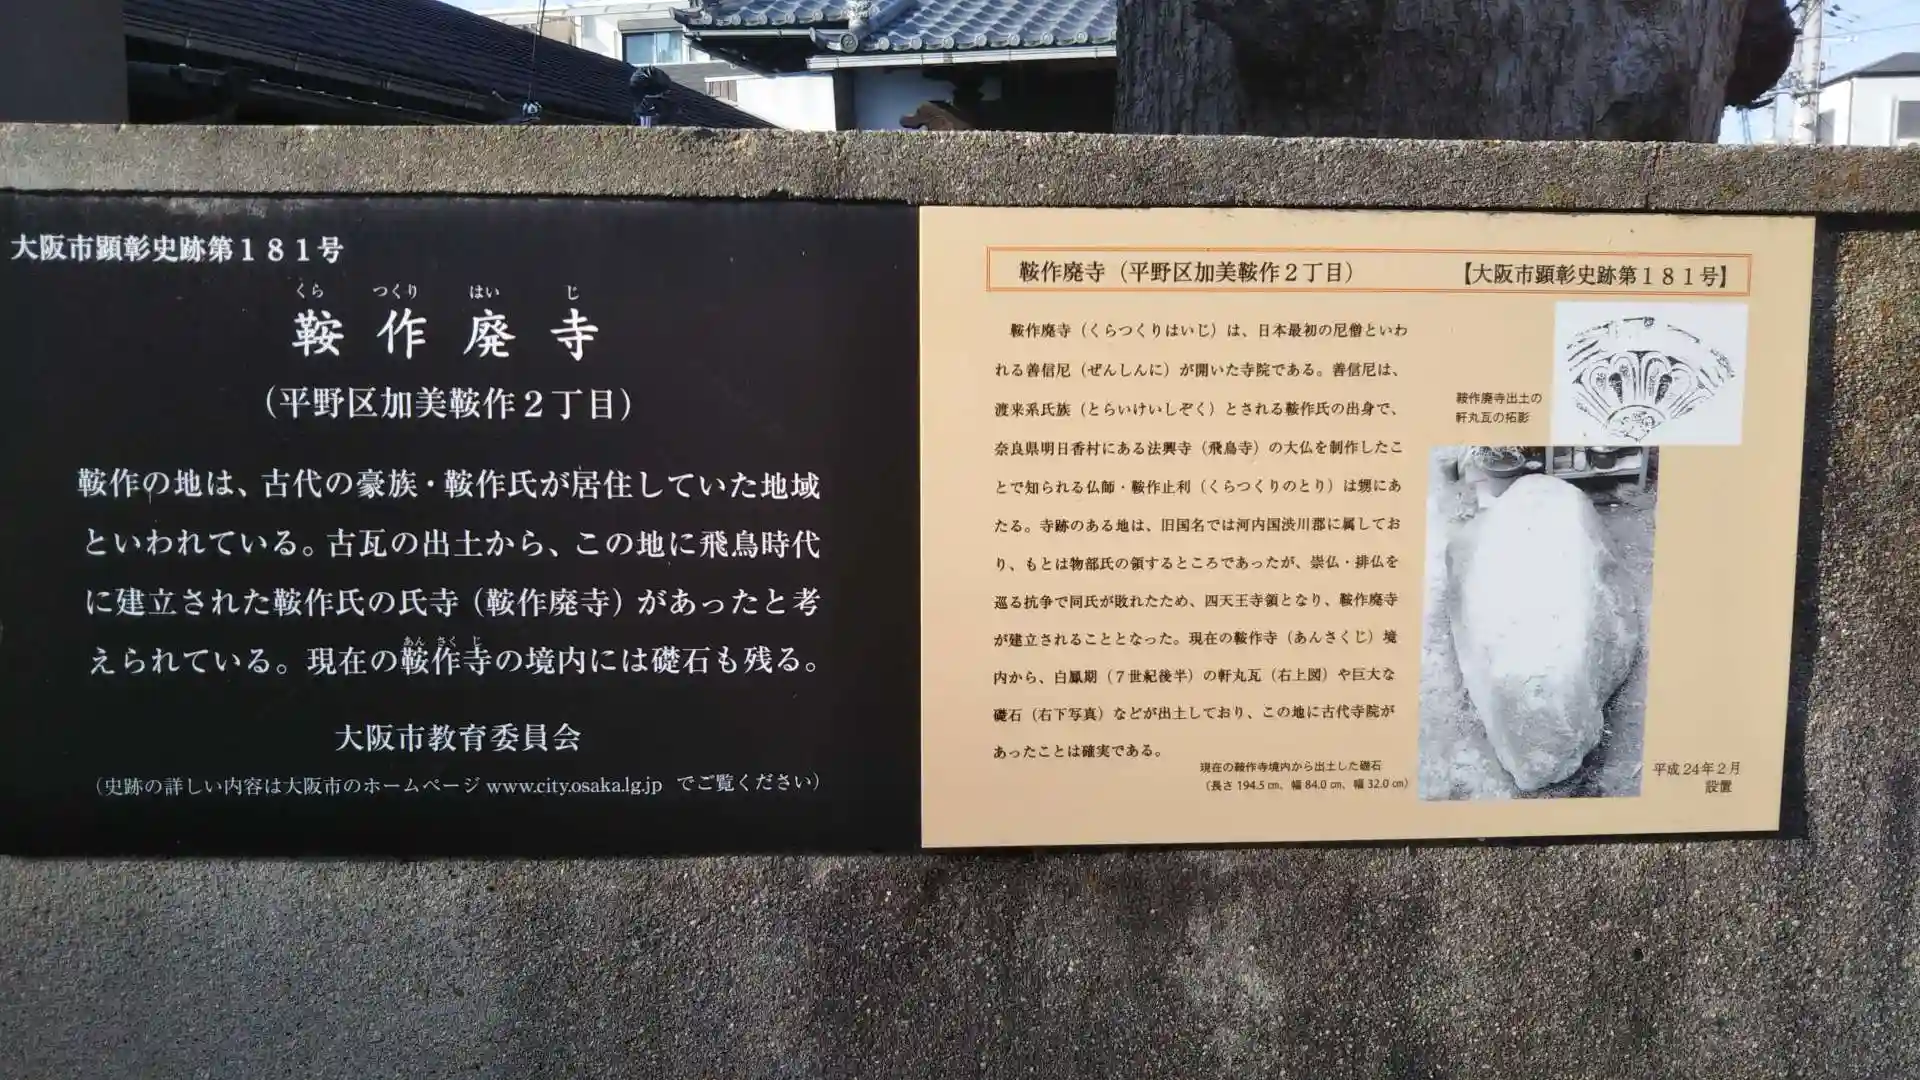 大阪市顕彰史跡第１８１号
くら つくり はい じ
鞍作廃寺
（平野区加美鞍作２丁目）
鞍作の地は、古代の豪族・鞍作氏が居住していた地域
といわれている。古瓦の出土から、この地に飛鳥時代
に建立された鞍作氏の氏寺（鞍作廃寺）があったと考
あん さく じ
えられている。現在の鞍作寺の境内には礎石も残る。
大阪市教育委員会
（史跡の詳しい内容は大阪市のホームページ www.city.osaka.lg.jp でご覧ください）
鞍作廃寺（平野区加美鞍作２丁目） 【大阪市顕彰史跡第１８１号】
鞍作廃寺（くらつくりはいじ）は、日本最初の尼僧といわ
れる善信尼（ぜんしんに）が開いた寺院である。善信尼は、
渡来系氏族（とらいけいしぞく）とされる鞍作氏の出身で、
奈良県明日香村にある法興寺（飛鳥寺）の大仏を制作したこ
とで知られる仏師・鞍作止利（くらつくりのとり）は甥にあ
たる。寺跡のある地は、旧国名では河内国渋川郡に属してお
り、もとは物部氏の領するところであったが、崇仏・排仏を
巡る抗争で同氏が敗れたため、四天王寺領となり、鞍作廃寺
が建立されることとなった。現在の鞍作寺（あんさくじ）境
内から、白鳳期（７世紀後半）の軒丸瓦（右上図）や巨大な
礎石（右下写真）などが出土しており、この地に古代寺院が
あったことは確実である。
鞍作廃寺出土の
軒丸瓦の拓影
現在の鞍作寺境内から出土した礎石
（長さ 194.5 ㎝、幅 84.0 ㎝、幅 32.0 ㎝）
平成 24 年 2 月
設置